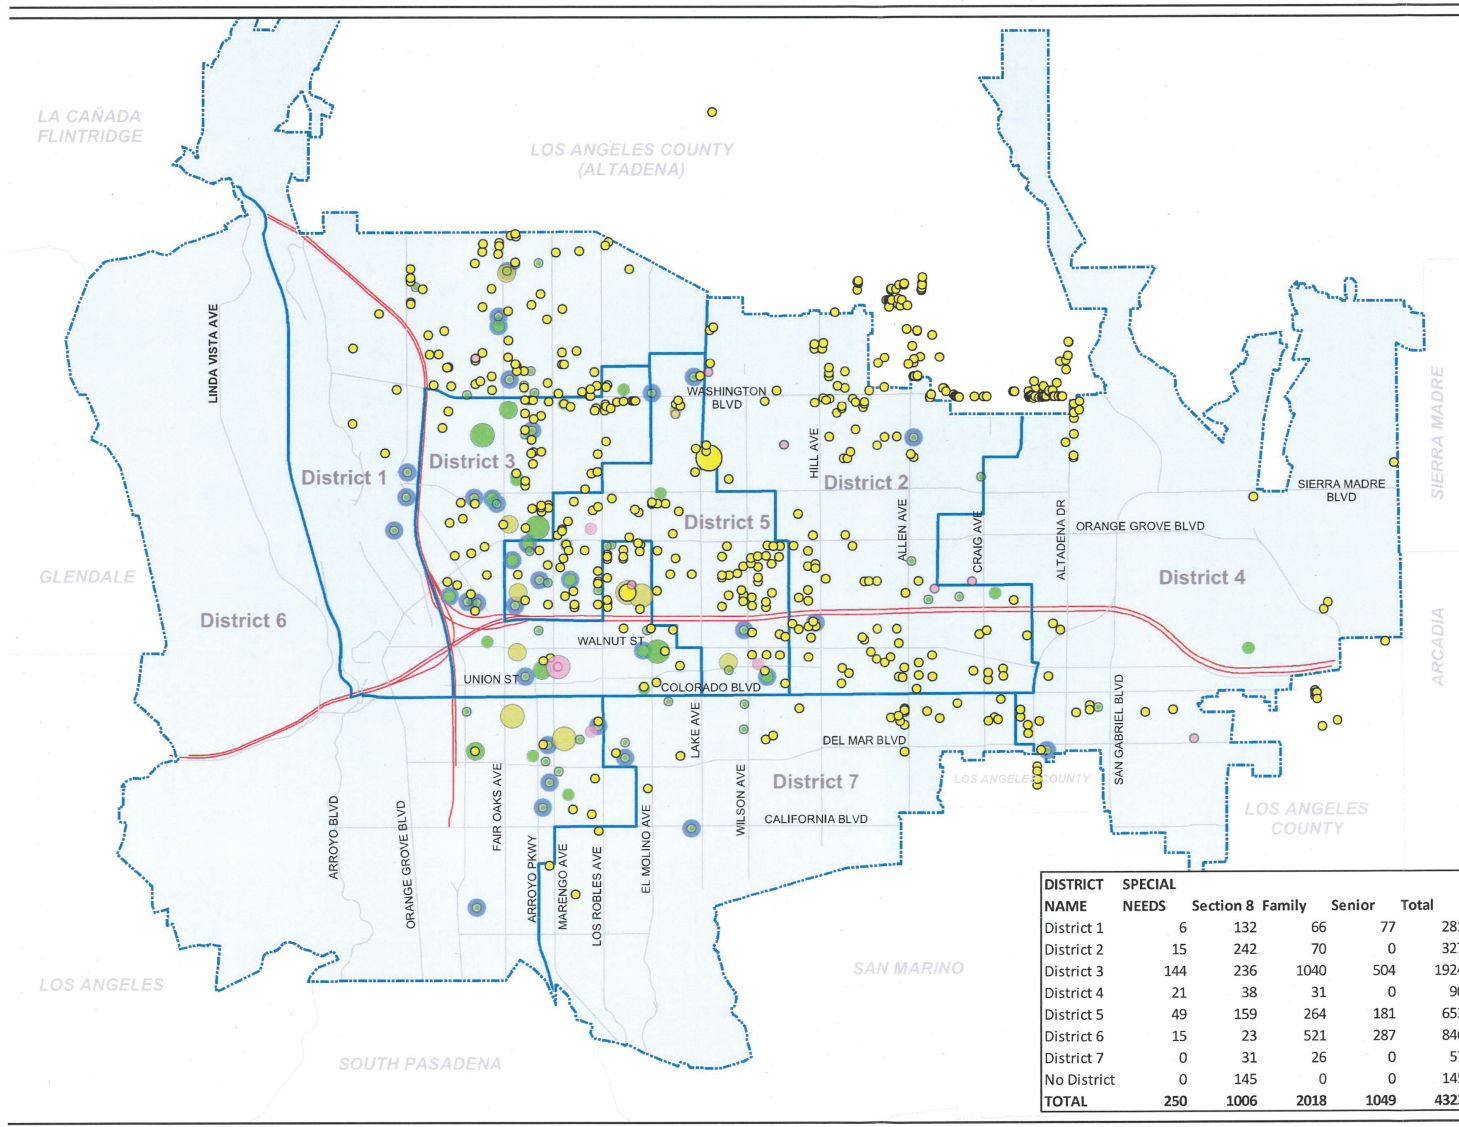 LA CAÑADA
FLINTRIDGE
LOS ANGELES COUNTY
(ALTADENA)
LINDA VISTA AVE
WASHINGTON
BLVD
SIERRA MADRE
HILL AVE
District 1
District 3
District 2
SIERRA MADRE
BLVD
District 5
ALLEN AVE
CRAIG AVE
ALTADENA DR
ORANGE GROVE BLVD
GLENDALE
District 4
District 6
WALNUT ST
ARCADIA
UNION ST
COLORADO BLVD
LAKE AVE
SAN GABRIEL BLVD
DEL MAR BLVD
FAIR OAKS AVE
District 7
LOS ANGELES COUNTY
WILSON AVE
ARROYO BLVD
ORANGE GROVE BLVD
CALIFORNIA BLVD
LOS ANGELES
COUNTY
EL MOLINO AVE
ARROYO PKWY
MARENGO AVE
LOS ROBLES AVE
LOS ANGELES
SAN MARINO
SOUTH PASADENA
DISTRICT SPECIAL
NAME NEEDS Section 8 Family Senior Total
District 1 6 132 66 77
District 2 15 242 70 0
District 3 144 236 1040 504 1924
District 4 21 38 31 0
District 5 49 159 264 181
District 6 15 23 521 287
District 7 0 31 26 0
No District 0 145 0 0
TOTAL 250 1006 2018 1049